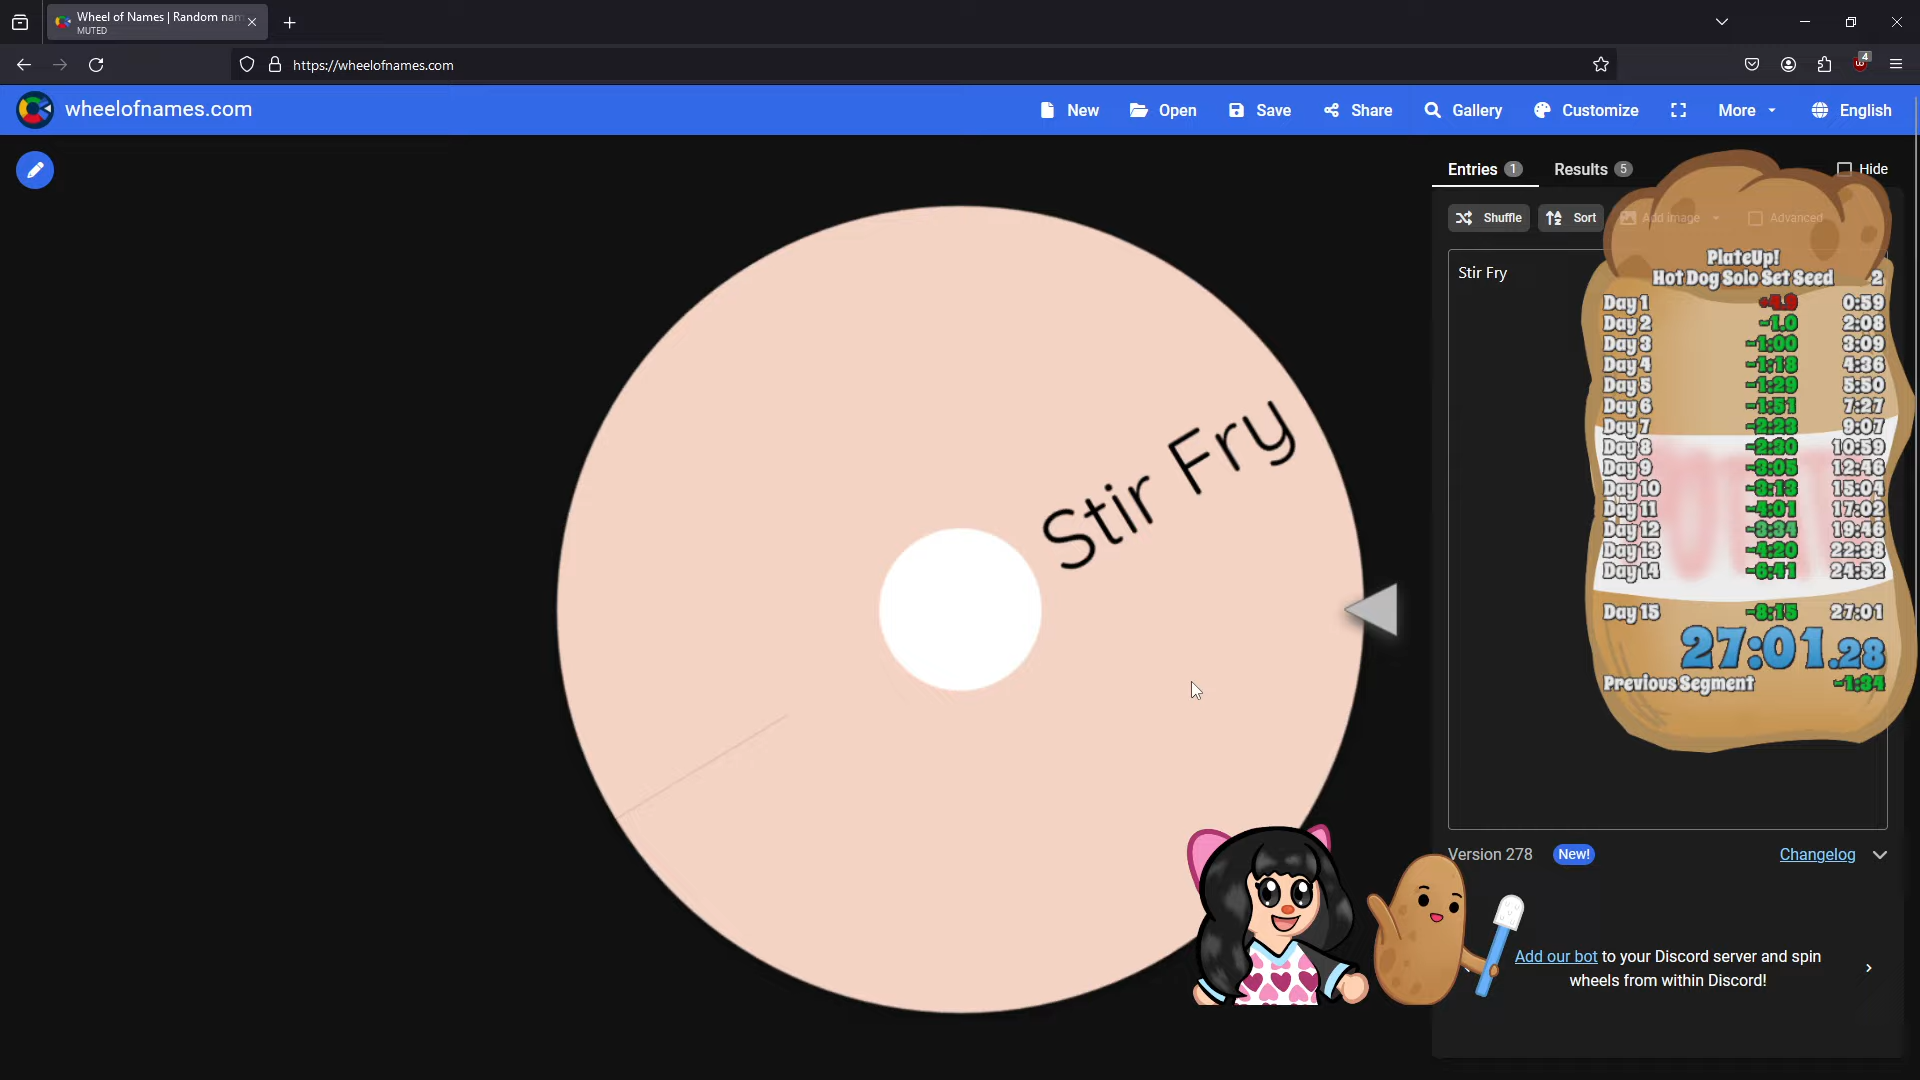 Wheel of Names | Random nam
MUTED
https://wheelofnames.com
4
wheelofnames.com
New
Open
Save
Share
Gallery
Customize
More
English
Entries 1
Results 5
Hide
Shuffle
Sort
Add image
Advanced
Stir Fry
Stir Fry
PlateUp!
Hot Dog Solo Set Seed 2
Day 1 +4.9 0:59
Day 2 -1.0 2:08
Day 3 -1:00 3:09
Day 4 -1:18 4:36
Day 5 -1:29 5:50
Day 6 -1:51 7:27
Day 7 -2:23 9:07
Day 8 -2:30 10:59
Day 9 -3:05 12:46
Day 10 -3:13 15:04
Day 11 -4:01 17:02
Day 12 -3:34 19:46
Day 13 -4:20 22:38
Day 14 -6:41 24:52
Day 15 -8:15 27:01
27:01.28
Previous Segment -1:34
Version 278
New!
Changelog
Add our bot to your Discord server and spin
wheels from within Discord!